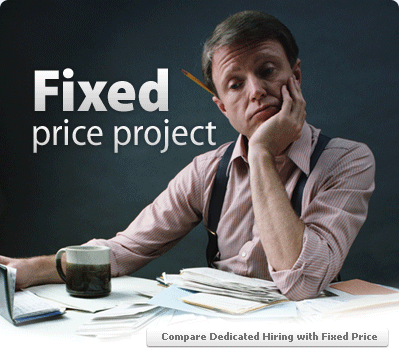 Fixed
price project
Compare Dedicated Hiring with Fixed Price